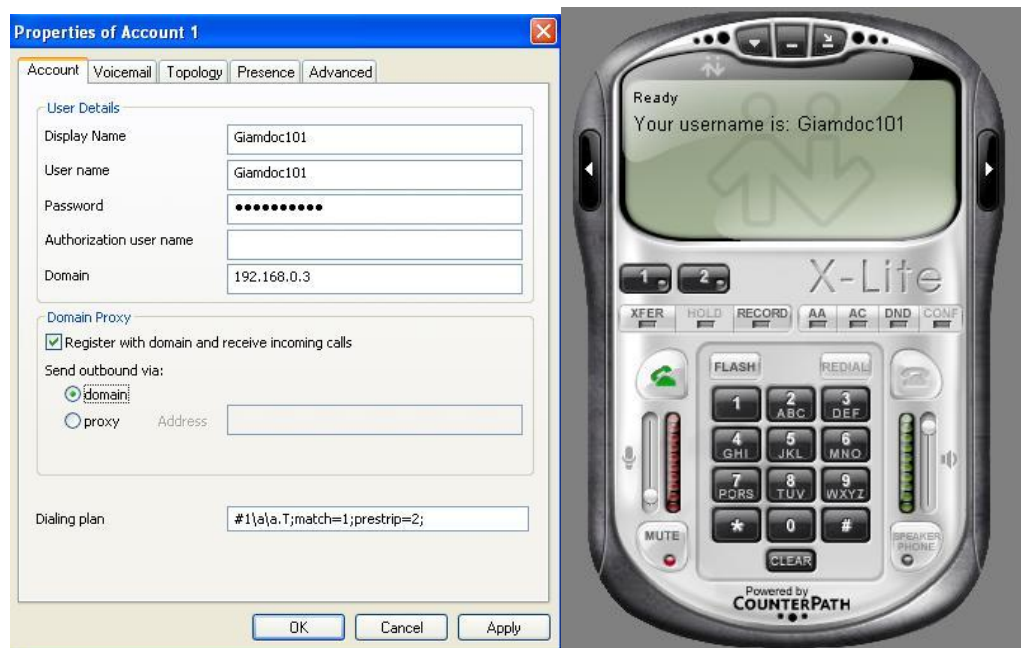 Properties of Account 1
Account Voicemail Topology Presence Advanced
User Details
Display Name Giamdoc101
User name Giamdoc101
Password ●●●●●●●●●●
Authorization user name
Domain 192.168.0.3
Domain Proxy
Register with domain and receive incoming calls
Send outbound via:
domain
proxy Address
Dialing plan #1\a\a.T;match=1;prestrip=2;
OK Cancel Apply
Ready
Your username is: Giamdoc101
1 2 X-Lite
XFER HOLD RECORD AA AC DND CONF
FLASH REDIAL
1 2 ABC 3 DEF
4 GHI 5 JKL 6 MNO
7 PQRS 8 TUV 9 WXYZ
* 0 #
MUTE SPEAKER PHONE
CLEAR
Powered by
COUNTERPATH